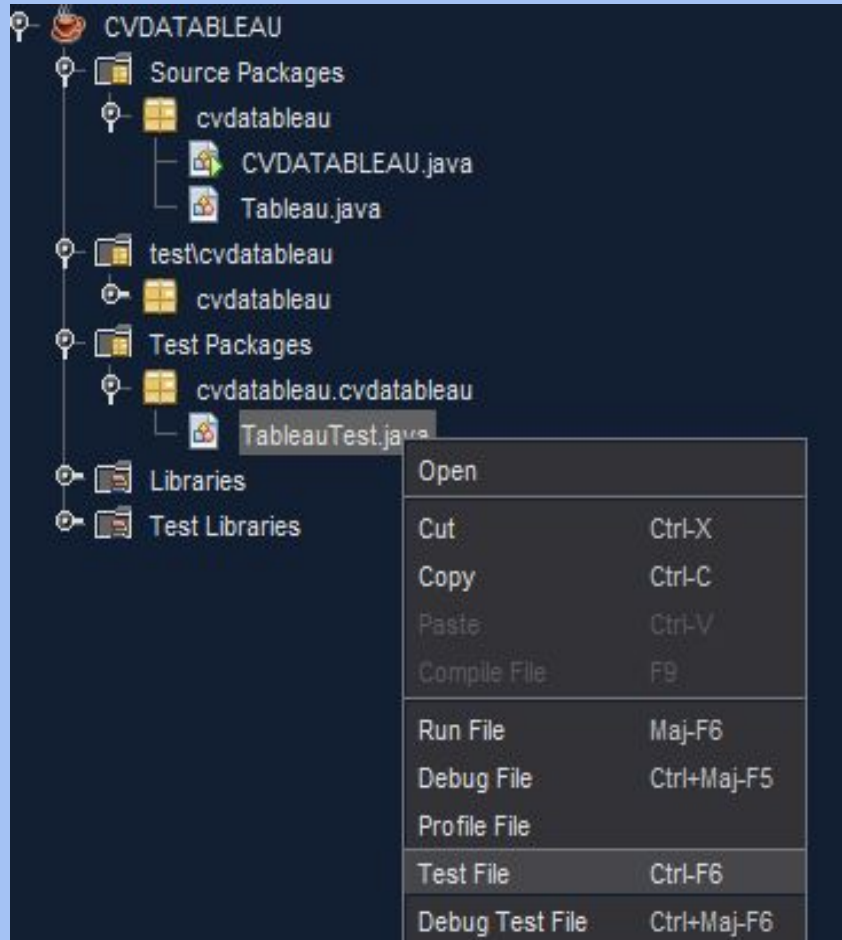 CVDATABLEAU
Source Packages
cvdatableau
CVDATABLEAU.java
Tableau.java
test\cvdatableau
cvdatableau
Test Packages
cvdatableau.cvdatableau
TableauTest.java
Libraries
Test Libraries
Open
Cut Ctrl-X
Copy Ctrl-C
Paste Ctrl-V
Compile File F9
Run File Maj-F6
Debug File Ctrl+Maj-F5
Profile File
Test File Ctrl-F6
Debug Test File Ctrl+Maj-F6